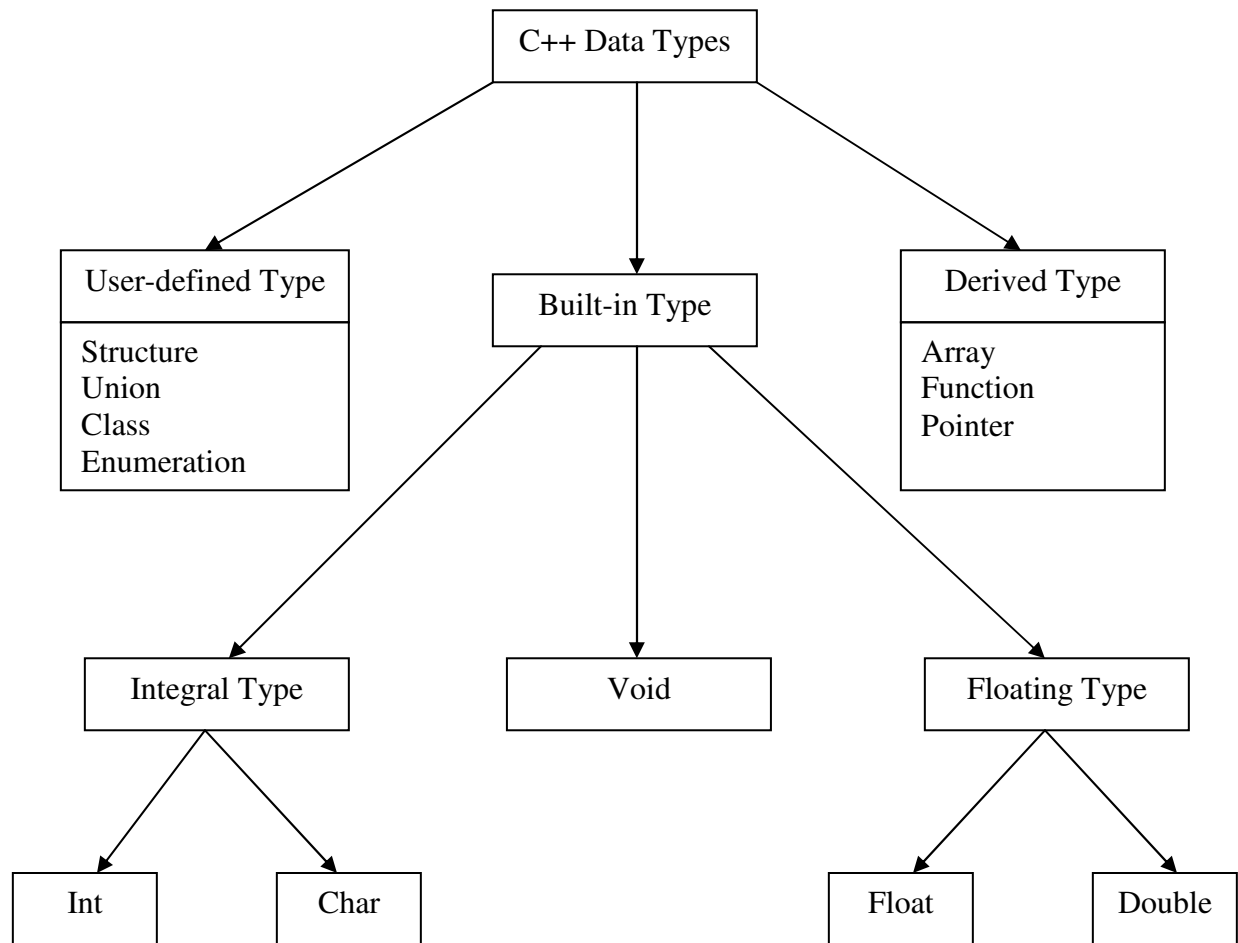 C++ Data Types
User-defined Type
Structure
Union
Class
Enumeration
Built-in Type
Derived Type
Array
Function
Pointer
Integral Type
Void
Floating Type
Int
Char
Float
Double